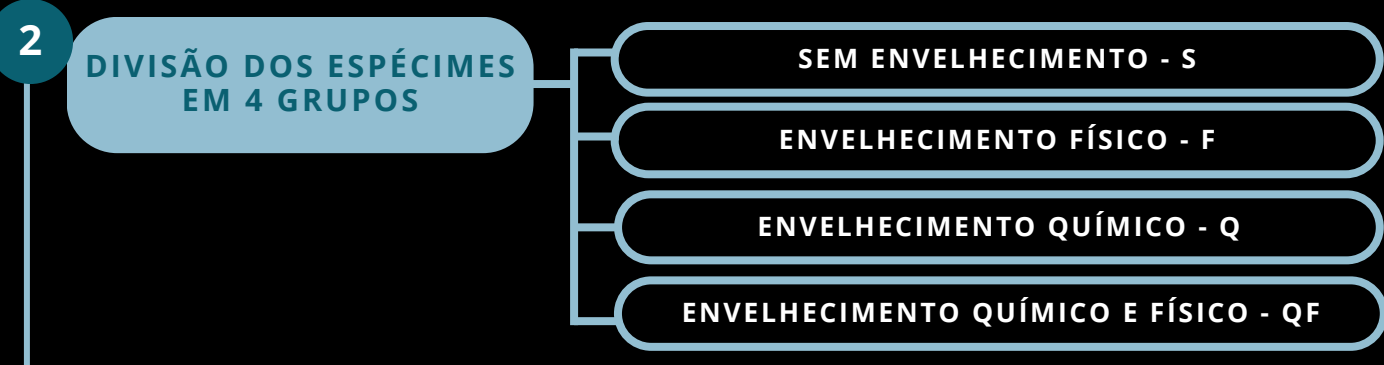 2
DIVISÃO DOS ESPÉCIMES
EM 4 GRUPOS
SEM ENVELHECIMENTO - S
ENVELHECIMENTO FÍSICO - F
ENVELHECIMENTO QUÍMICO - Q
ENVELHECIMENTO QUÍMICO E FÍSICO - QF